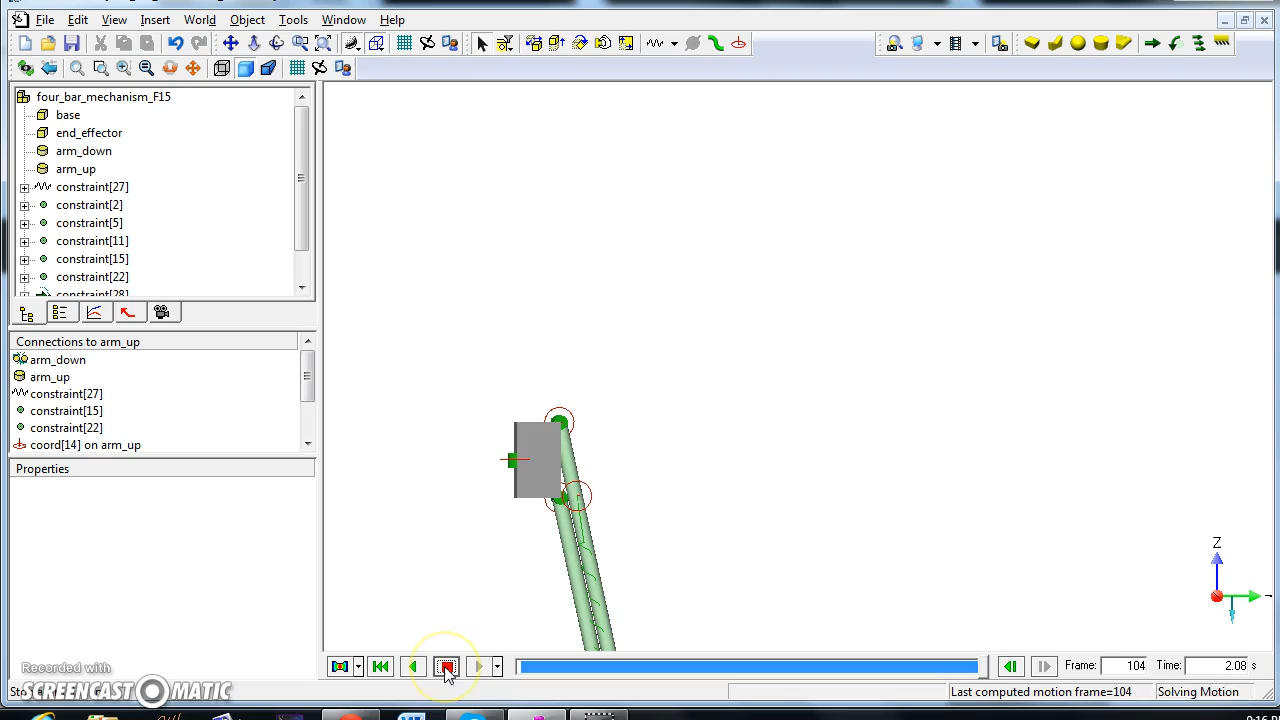 File Edit View Insert World Object Tools Window Help
four_bar_mechanism_F15
base
end_effector
arm_down
arm_up
constraint[27]
constraint[2]
constraint[5]
constraint[11]
constraint[15]
constraint[22]
constraint[28]
Connections to arm_up
arm_down
arm_up
constraint[27]
constraint[15]
constraint[22]
coord[14] on arm_up
Properties
Z
Frame: 104 Time: 2.08 s
Recorded with
SCREENCAST-O-MATIC
Last computed motion frame=104 Solving Motion